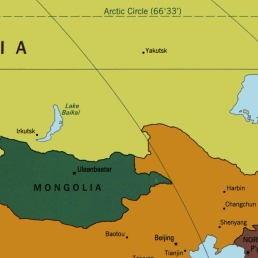 Arctic Circle (66°33')
I A
Yakutsk
Lake
Baikal
Irkutsk
Ulaanbaatar
MONGOLIA
Harbin
Changchun
Shenyang
Baotou
Beijing
Tianjin
NOR
P'y